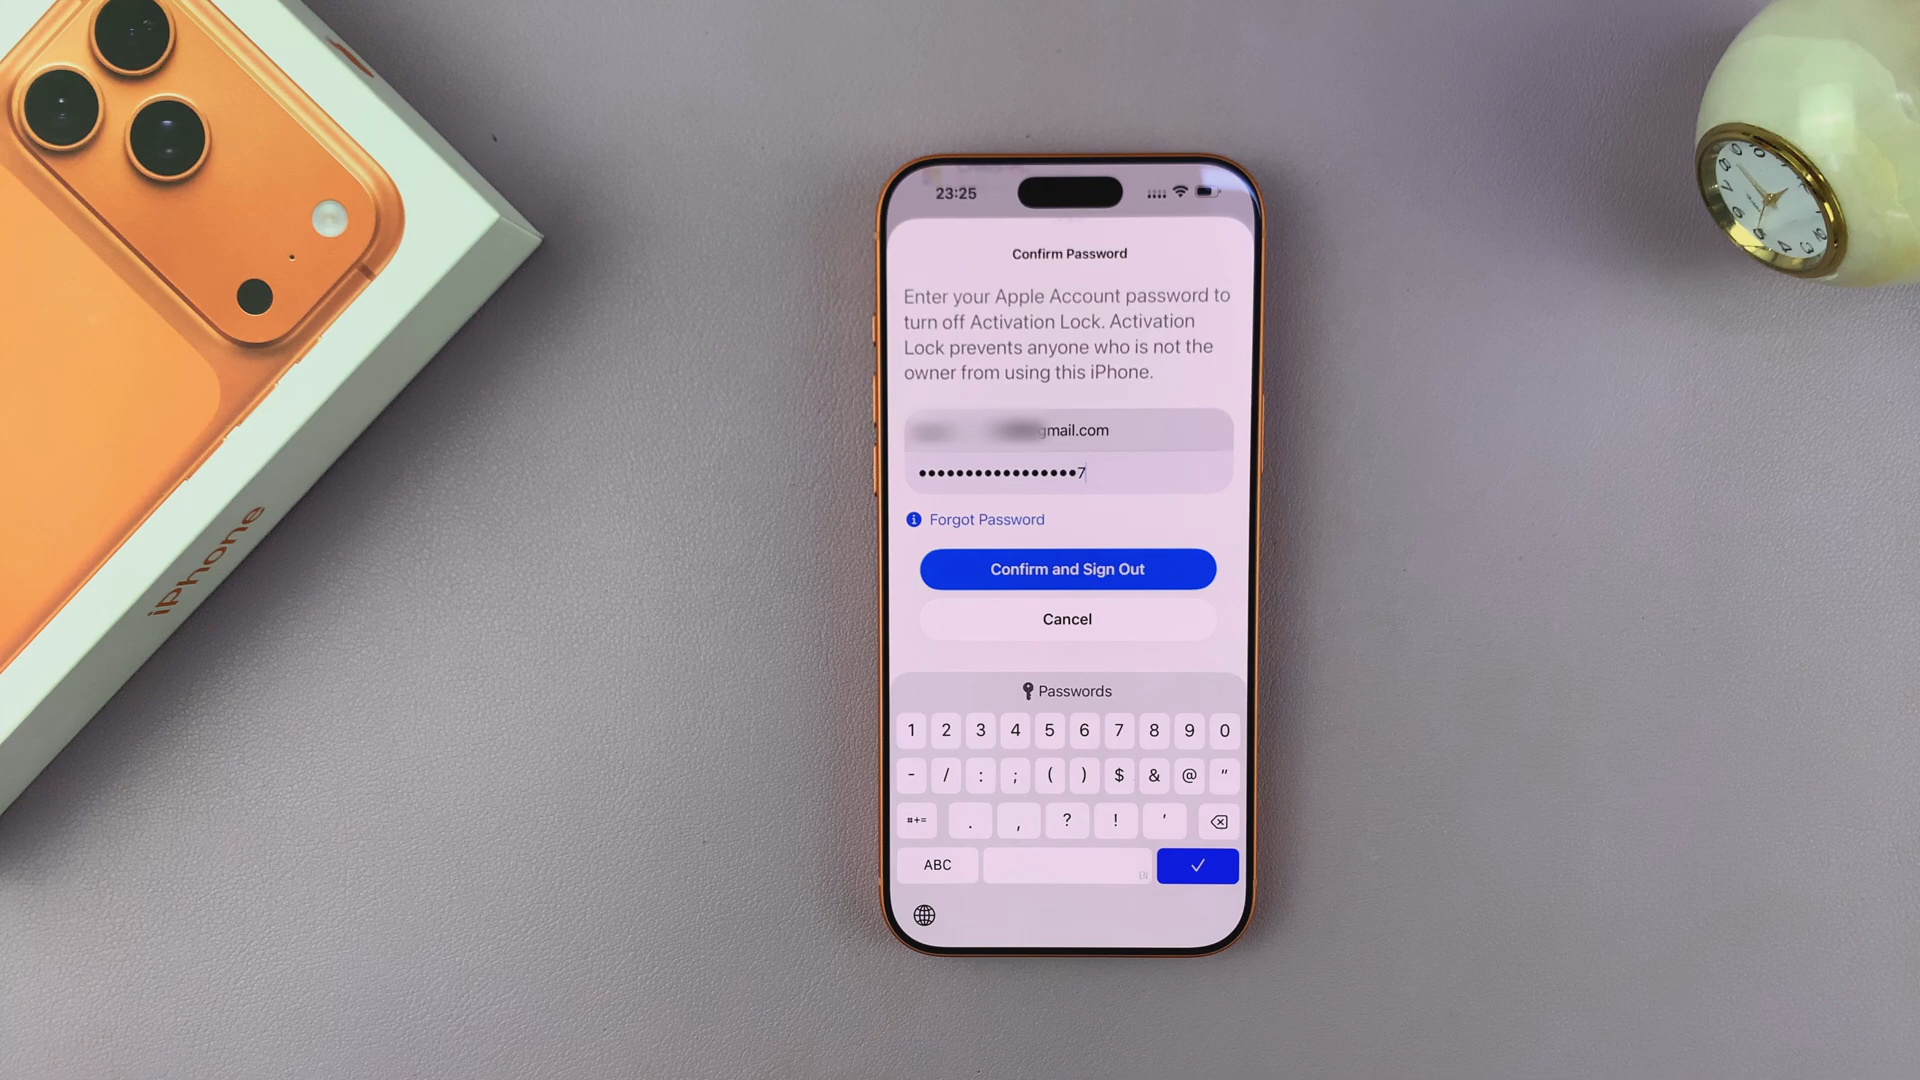 iPhone
23:25
Confirm Password
Enter your Apple Account password to
turn off Activation Lock. Activation
Lock prevents anyone who is not the
owner from using this iPhone.
gmail.com
•••••••••••••••••7
Forgot Password
Confirm and Sign Out
Cancel
Passwords
1 2 3 4 5 6 7 8 9 0
- / : ; ( ) $ & @ "
#+= . , ? ! '
ABC EN